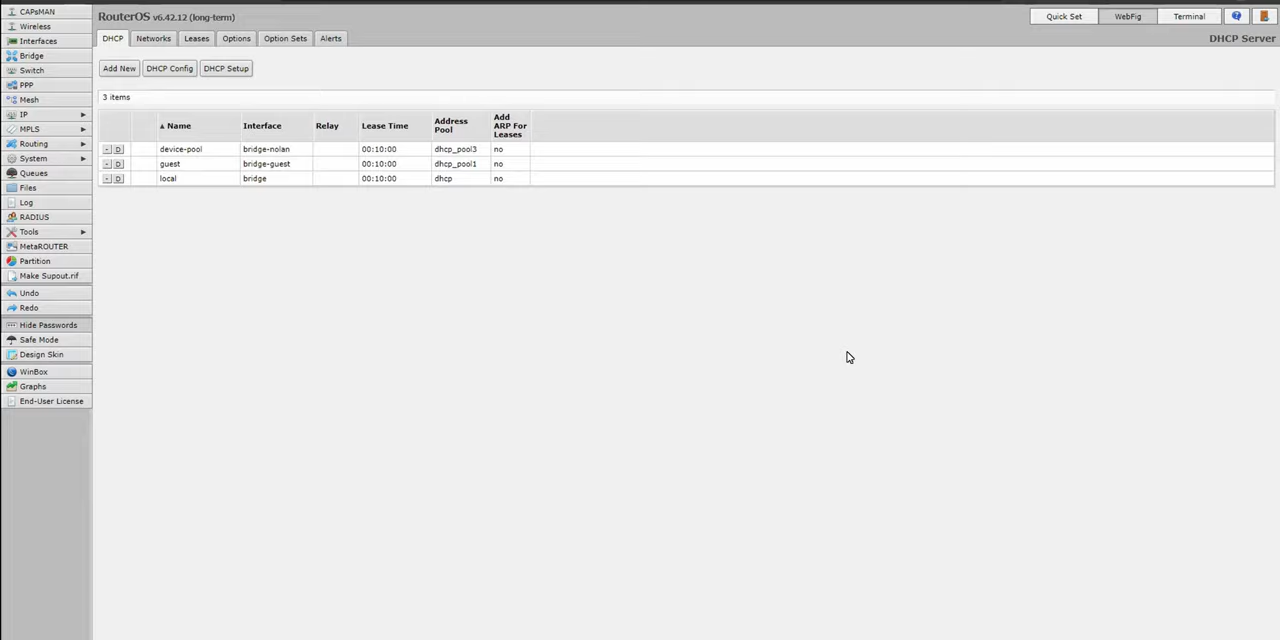 CAPsMAN
Wireless
Interfaces
Bridge
Switch
PPP
Mesh
IP
MPLS
Routing
System
Queues
Files
Log
RADIUS
Tools
MetaROUTER
Partition
Make Supout.rif
Undo
Redo
Hide Passwords
Safe Mode
Design Skin
WinBox
Graphs
End-User License
RouterOS v6.42.12 (long-term)
Quick Set WebFig Terminal
DHCP Networks Leases Options Option Sets Alerts
DHCP Server
Add New DHCP Config DHCP Setup
3 items
Name Interface Relay Lease Time Address Pool Add ARP For Leases
- D device-pool bridge-nolan 00:10:00 dhcp_pool3 no
- D guest bridge-guest 00:10:00 dhcp_pool1 no
- D local bridge 00:10:00 dhcp no